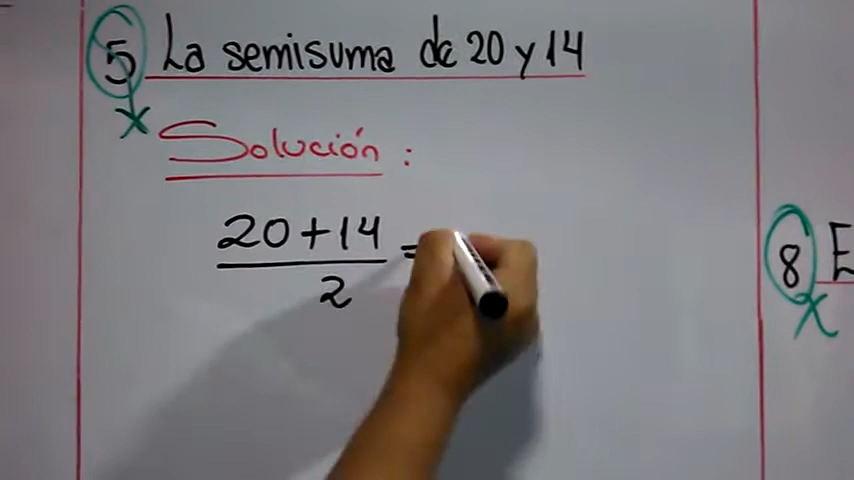 5 La semisuma de 20 y 14
x
Solución :
20 + 14 =
2
8 E
x